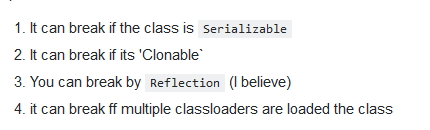 1. It can break if the class is Serializable
2. It can break if its 'Clonable`
3. You can break by Reflection (I believe)
4. it can break ff multiple classloaders are loaded the class